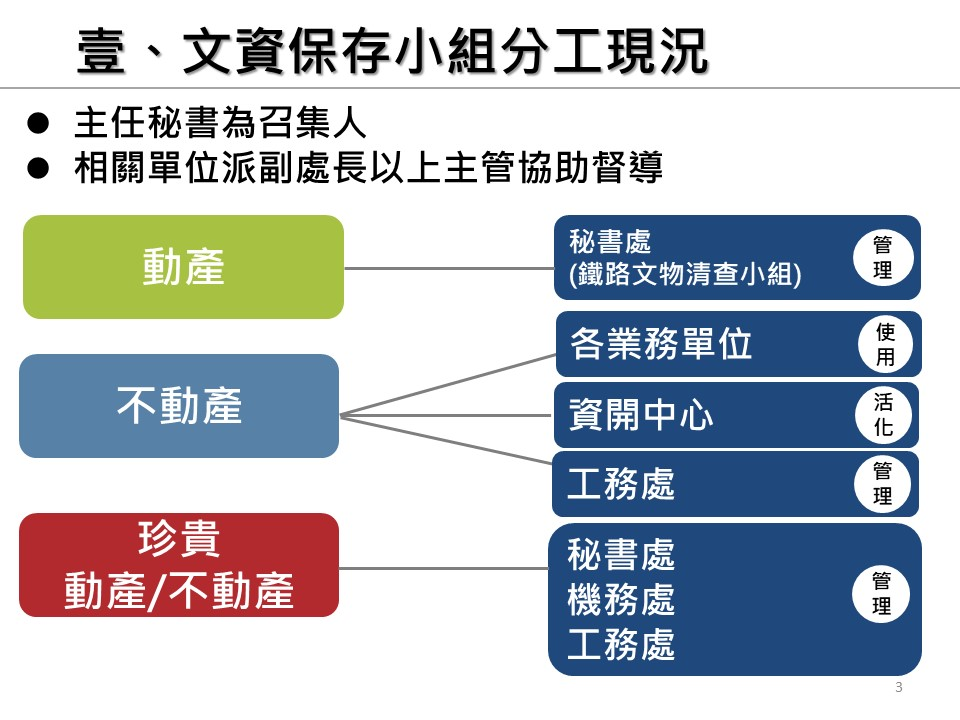 壹、文資保存小組分工現況
● 主任秘書為召集人
● 相關單位派副處長以上主管協助督導
動產
秘書處
(鐵路文物清查小組)
管
理
不動產
各業務單位
使
用
資開中心
活
化
工務處
管
理
珍貴
動產/不動產
秘書處
機務處
工務處
管
理
3